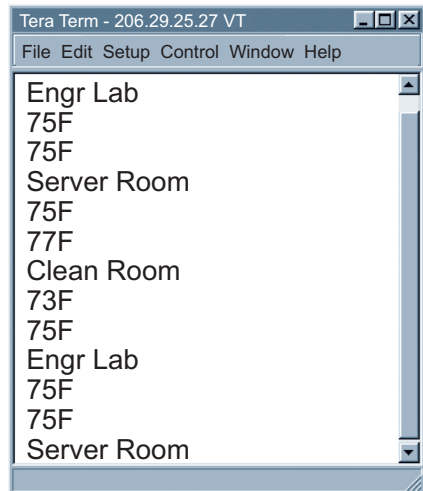 Tera Term - 206.29.25.27 VT
File Edit Setup Control Window Help
Engr Lab
75F
75F
Server Room
75F
77F
Clean Room
73F
75F
Engr Lab
75F
75F
Server Room